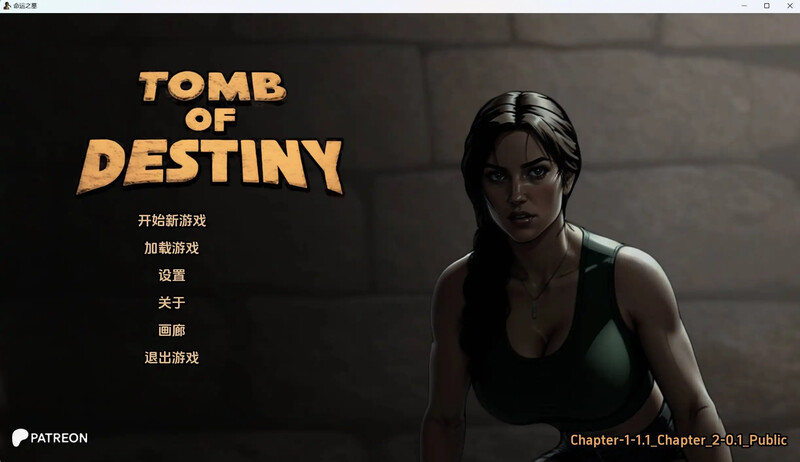 命运之墓
TOMB
OF
DESTINY
开始新游戏
加载游戏
设置
关于
画廊
退出游戏
PATREON
Chapter-1-1.1_Chapter_2-0.1_Public